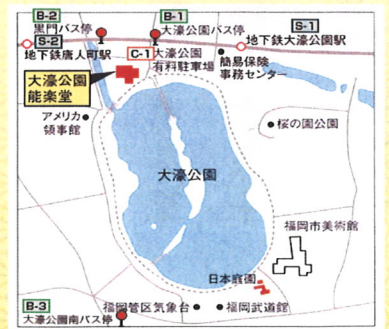 B-2
黒門バス停
B-1
大濠公園バス停
S-1
地下鉄大濠公園駅
S-2
地下鉄唐人町駅
C-1
大濠公園
有料駐車場
簡易保険
事務センター
大濠公園
能楽堂
アメリカ
領事館
桜の園公園
大濠公園
福岡市美術館
日本庭園
B-3
大濠公園南バス停
福岡管区気象台
福岡武道館